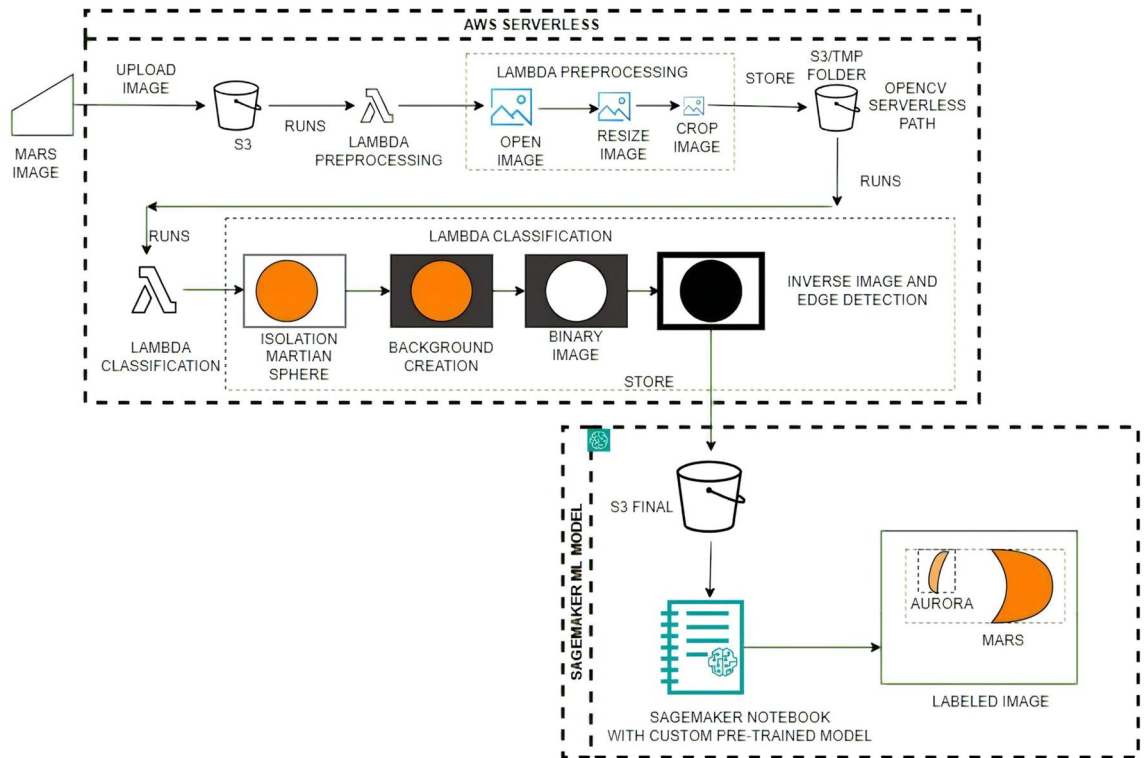 AWS SERVERLESS
UPLOAD
IMAGE
MARS
IMAGE
S3
RUNS
LAMBDA
PREPROCESSING
LAMBDA PREPROCESSING
OPEN
IMAGE
RESIZE
IMAGE
CROP
IMAGE
STORE
S3/TMP
FOLDER
OPENCV
SERVERLESS
PATH
RUNS
RUNS
LAMBDA
CLASSIFICATION
LAMBDA CLASSIFICATION
ISOLATION
MARTIAN
SPHERE
BACKGROUND
CREATION
BINARY
IMAGE
INVERSE IMAGE AND
EDGE DETECTION
STORE
SAGEMAKER ML MODEL
S3 FINAL
SAGEMAKER NOTEBOOK
WITH CUSTOM PRE-TRAINED MODEL
AURORA
MARS
LABELED IMAGE